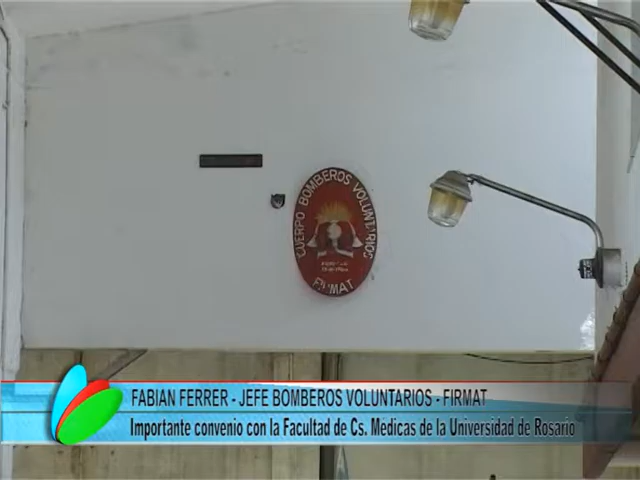 CUERPO BOMBEROS VOLUNTARIOS
FIRMAT
FABIAN FERRER - JEFE BOMBEROS VOLUNTARIOS - FIRMAT
Importante convenio con la Facultad de Cs. Medicas de la Universidad de Rosario